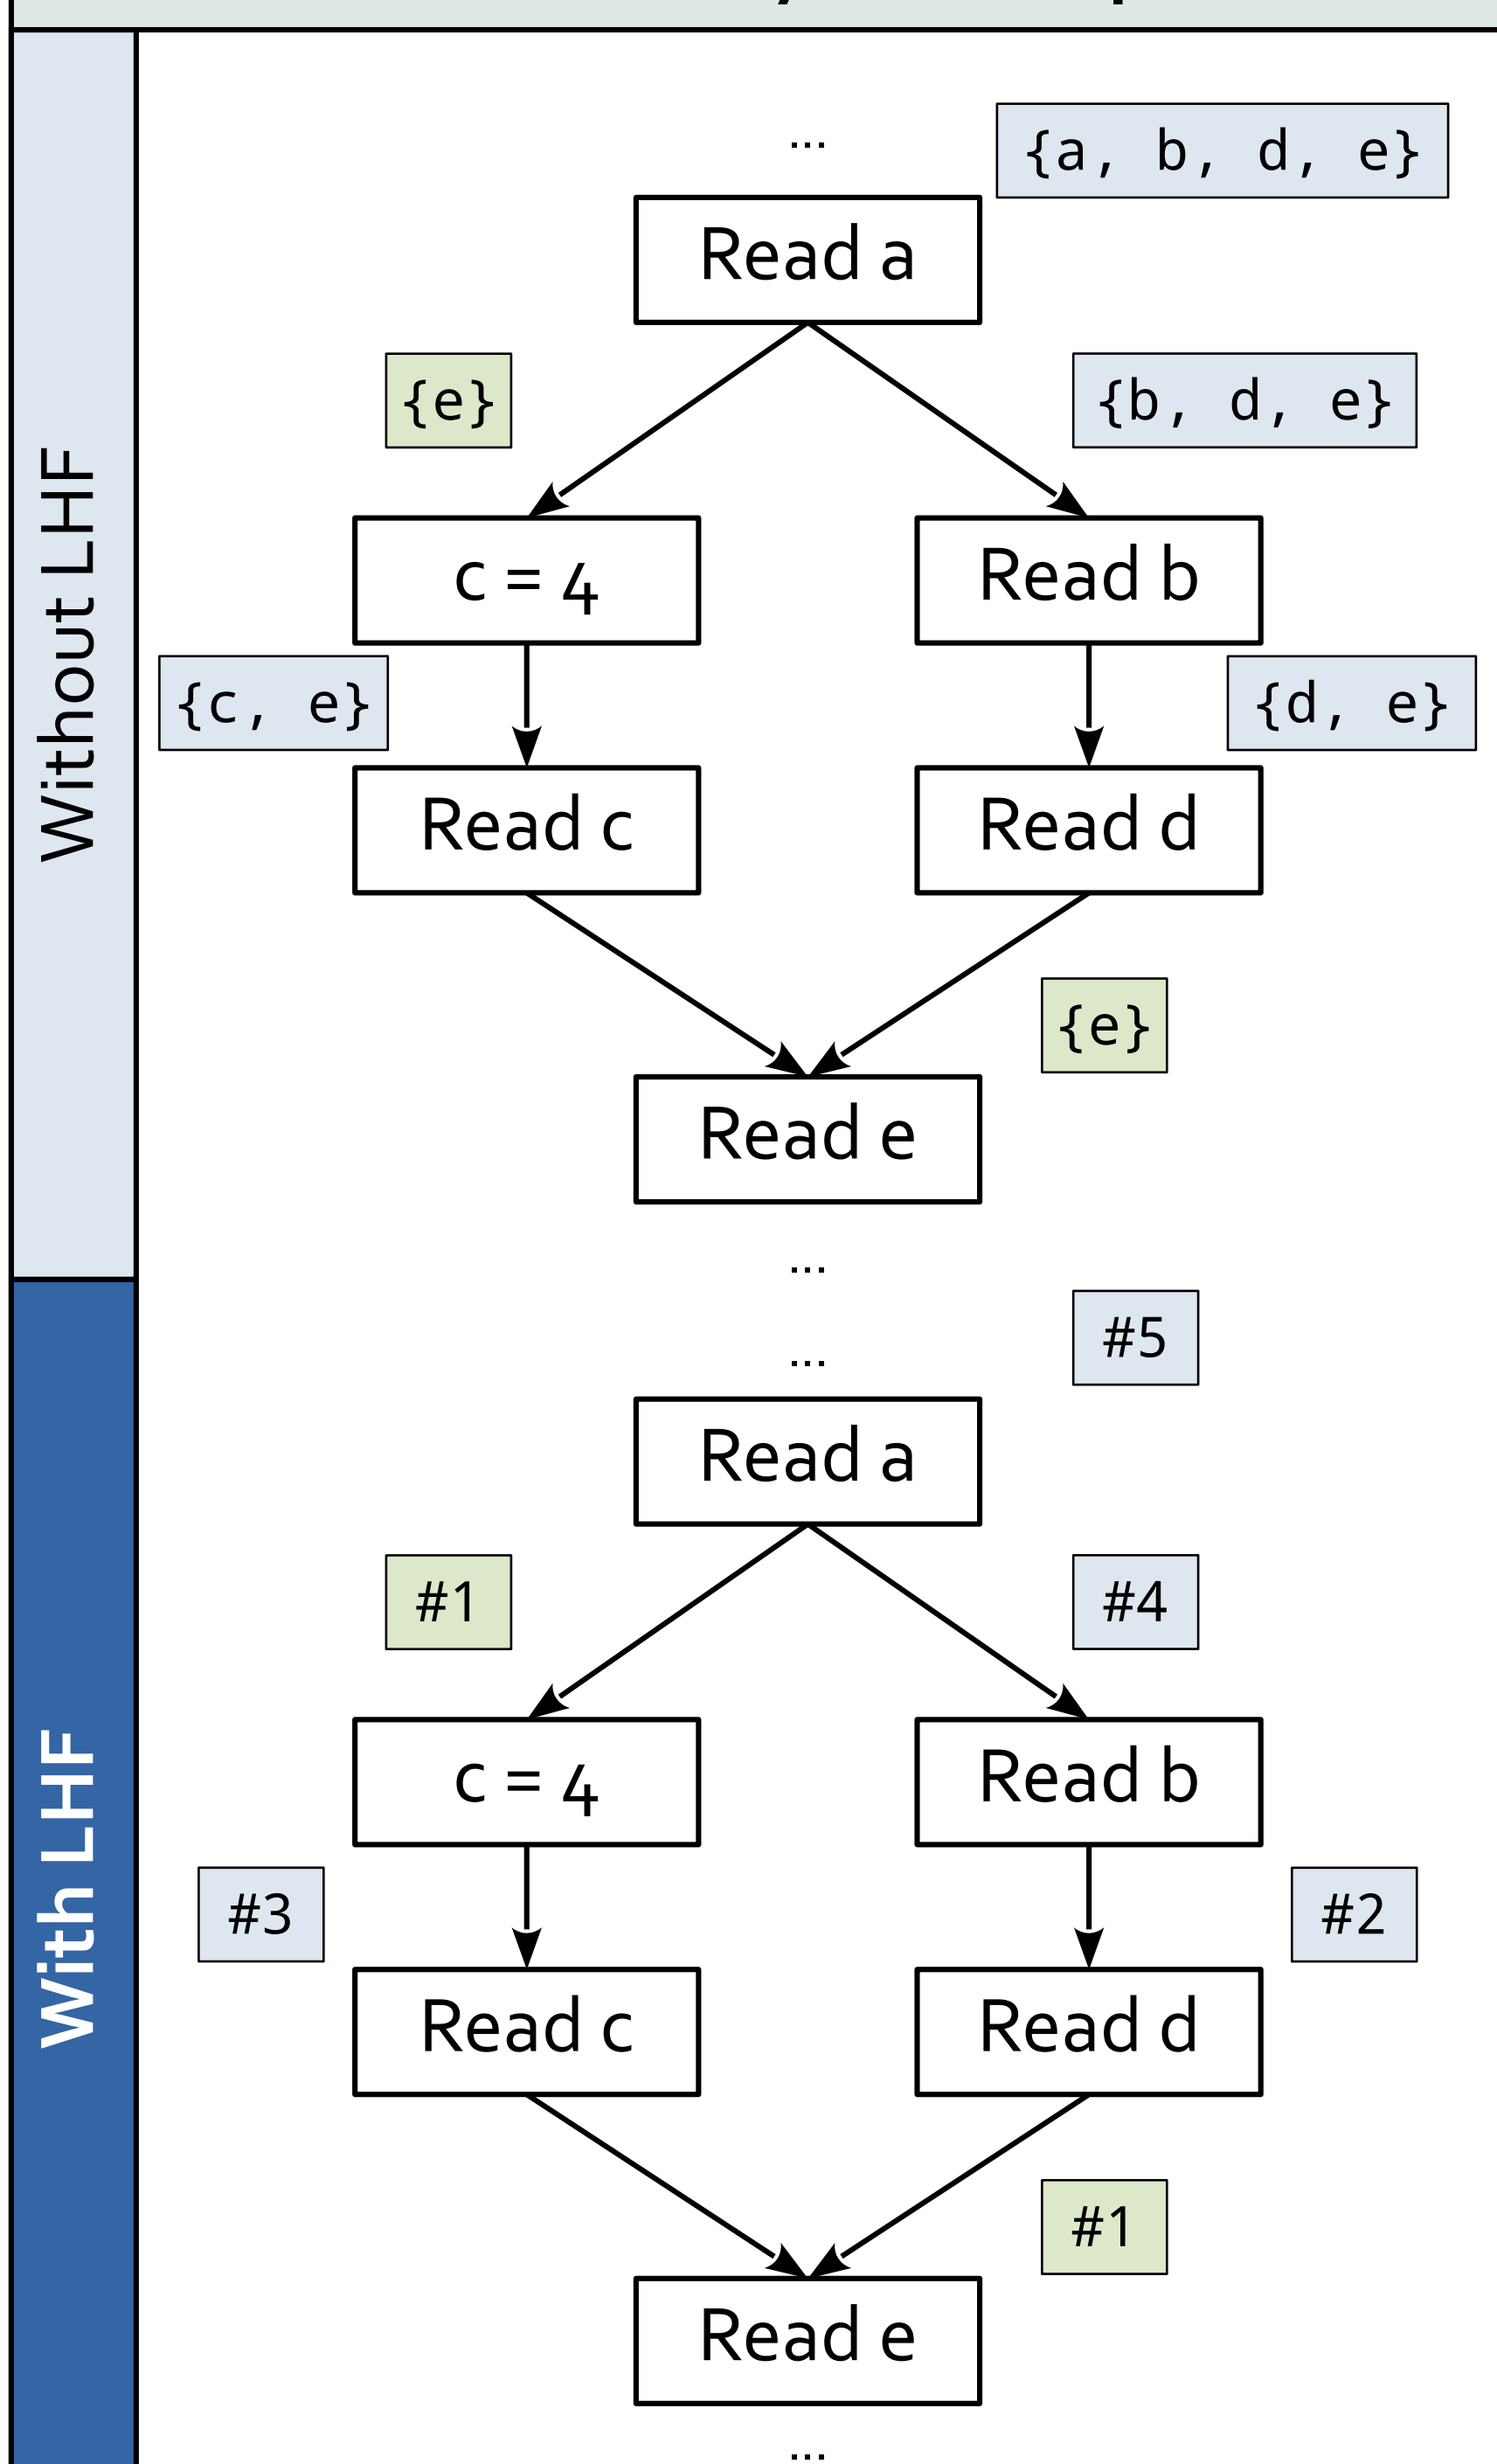 Without LHF
...
{a, b, d, e}
Read a
{e}
{b, d, e}
c = 4
Read b
{c, e}
{d, e}
Read c
Read d
{e}
Read e
...
With LHF
#5
...
Read a
#1
#4
c = 4
Read b
#3
#2
Read c
Read d
#1
Read e
...